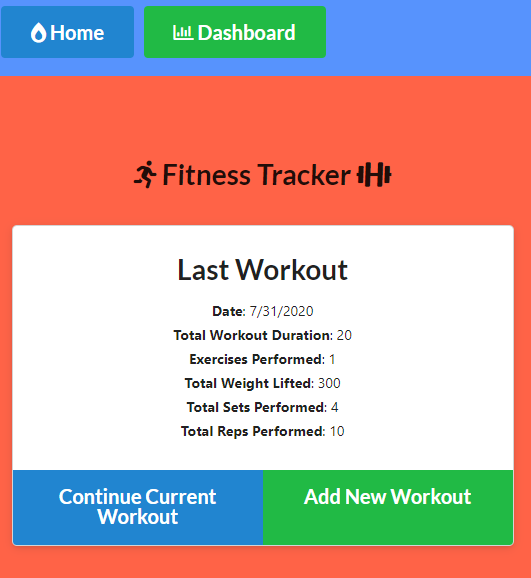 Home Dashboard
Fitness Tracker
Last Workout
Date: 7/31/2020
Total Workout Duration: 20
Exercises Performed: 1
Total Weight Lifted: 300
Total Sets Performed: 4
Total Reps Performed: 10
Continue Current
Workout
Add New Workout